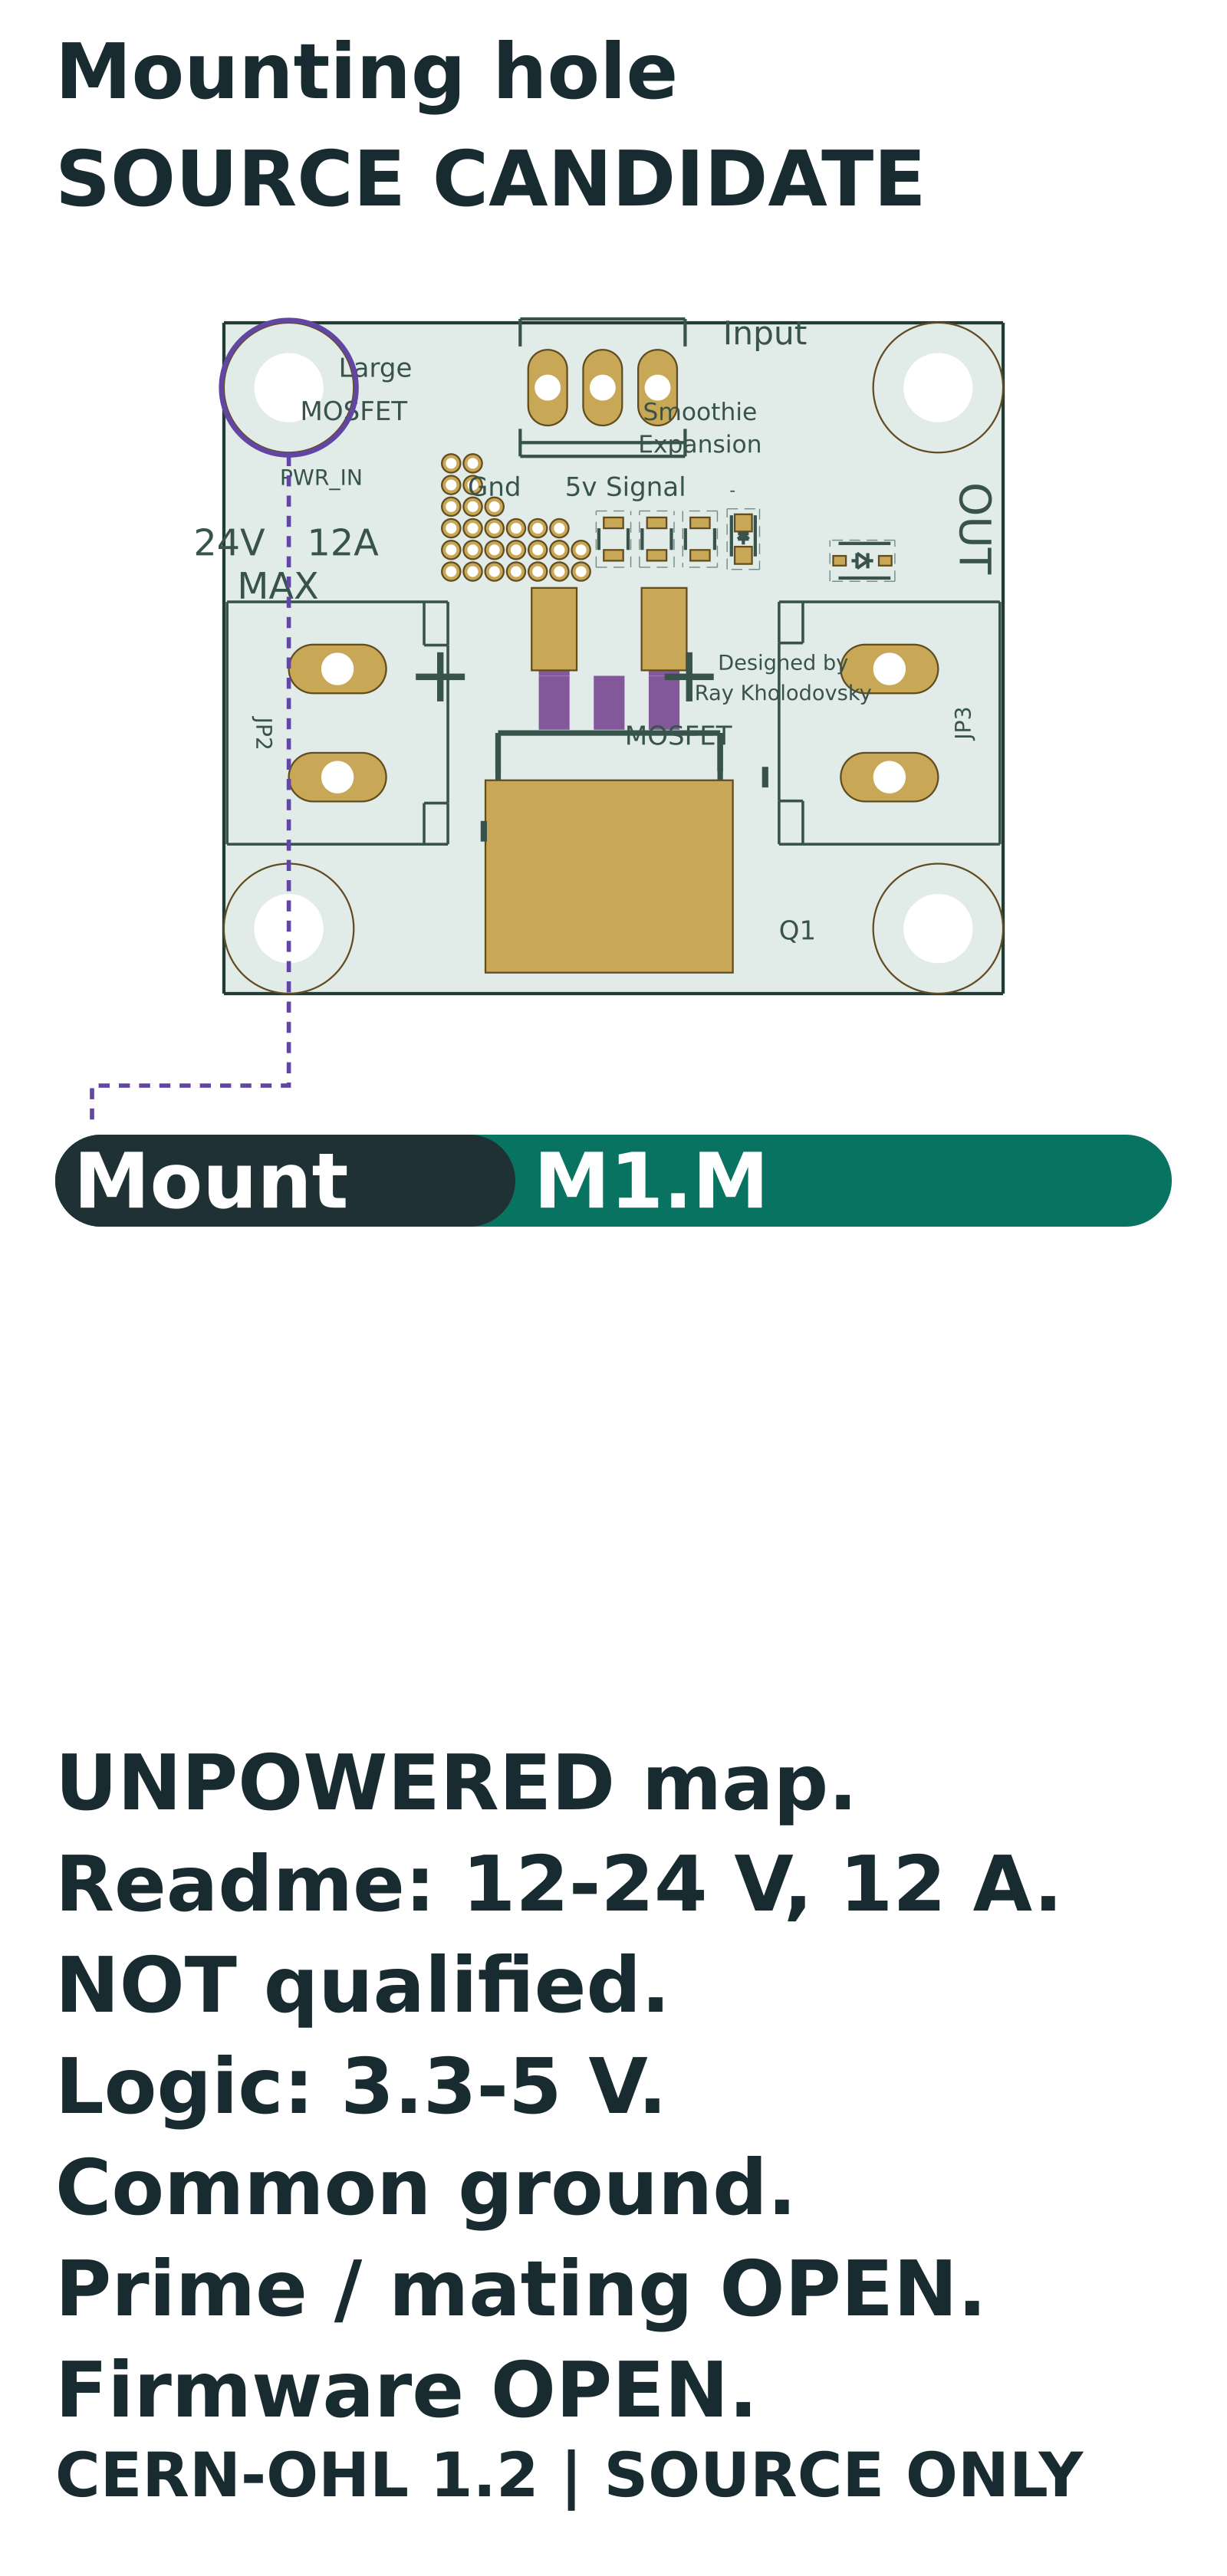 Mounting hole
SOURCE CANDIDATE
Input
Large
MOSFET
Smoothie
Expansion
PWR_IN
Gnd
5v Signal
-
OUT
24V
12A
MAX
Designed by
Ray Kholodovsky
JP2
JP3
MOSFET
Q1
Mount
M1.M
UNPOWERED map.
Readme: 12-24 V, 12 A.
NOT qualified.
Logic: 3.3-5 V.
Common ground.
Prime / mating OPEN.
Firmware OPEN.
CERN-OHL 1.2 | SOURCE ONLY